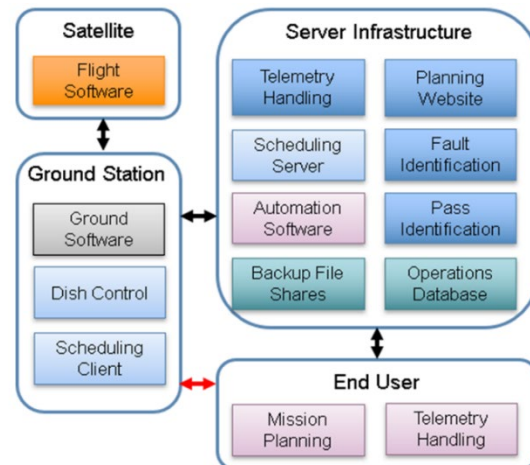 Satellite
Flight
Software
Ground Station
Ground
Software
Dish Control
Scheduling
Client
Server Infrastructure
Telemetry
Handling
Planning
Website
Scheduling
Server
Fault
Identification
Automation
Software
Pass
Identification
Backup File
Shares
Operations
Database
End User
Mission
Planning
Telemetry
Handling